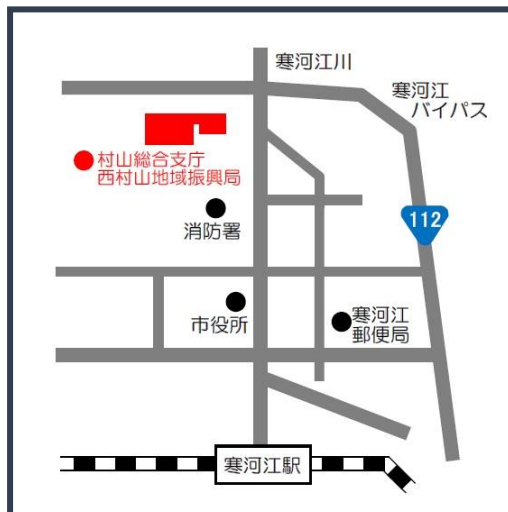 寒河江川
寒河江
バイパス
村山総合支庁
西村山地域振興局
112
消防署
市役所
寒河江
郵便局
寒河江駅